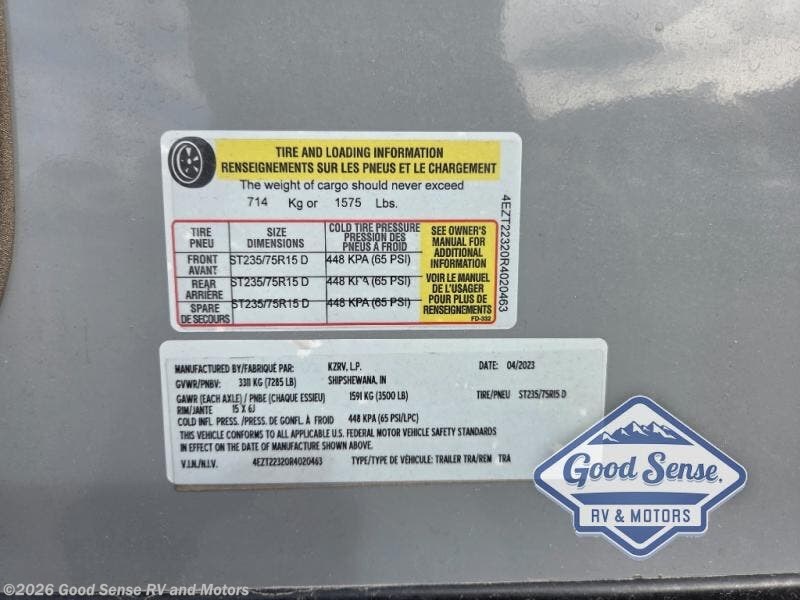 TIRE AND LOADING INFORMATION
RENSEIGNEMENTS SUR LES PNEUS ET LE CHARGEMENT
The weight of cargo should never exceed
714 Kg or 1575 Lbs.
TIRE
PNEU
SIZE
DIMENSIONS
COLD TIRE PRESSURE
PRESSION DES
PNEUS A FROID
FRONT
AVANT
ST235/75R15 D
448 KPA (65 PSI)
REAR
ARRIÈRE
ST235/75R15 D
448 KPA (65 PSI)
SPARE
DE SECOURS
ST235/75R15 D
448 KPA (65 PSI)
SEE OWNER'S
MANUAL FOR
ADDITIONAL
INFORMATION
VOIR LE MANUEL
DE L'USAGER
POUR PLUS DE
RENSEIGNEMENTS
FD-332
4EZT22320R4020463
MANUFACTURED BY/FABRIQUÉ PAR: KZRV, L.P. DATE: 04/2023
GVWR/PNBV: 3311 KG (7285 LB) SHIPSHEWANA, IN
GAWR (EACH AXLE) / PNBE (CHAQUE ESSIEU) 1591 KG (3500 LB) TIRE/PNEU ST235/75R15 D
RIM/JANTE 15 X 6J
COLD INFL. PRESS./PRESS. DE GONFL. À FROID 448 KPA (65 PSI/LPC)
THIS VEHICLE CONFORMS TO ALL APPLICABLE U.S. FEDERAL MOTOR VEHICLE SAFETY STANDARDS
IN EFFECT ON THE DATE OF MANUFACTURE SHOWN ABOVE.
V.I.N./N.I.V. 4EZT22320R4020463 TYPE/TYPE DE VÉHICULE: TRAILER TRA/REM TRA
Good Sense
RV & MOTORS
©2026 Good Sense RV and Motors